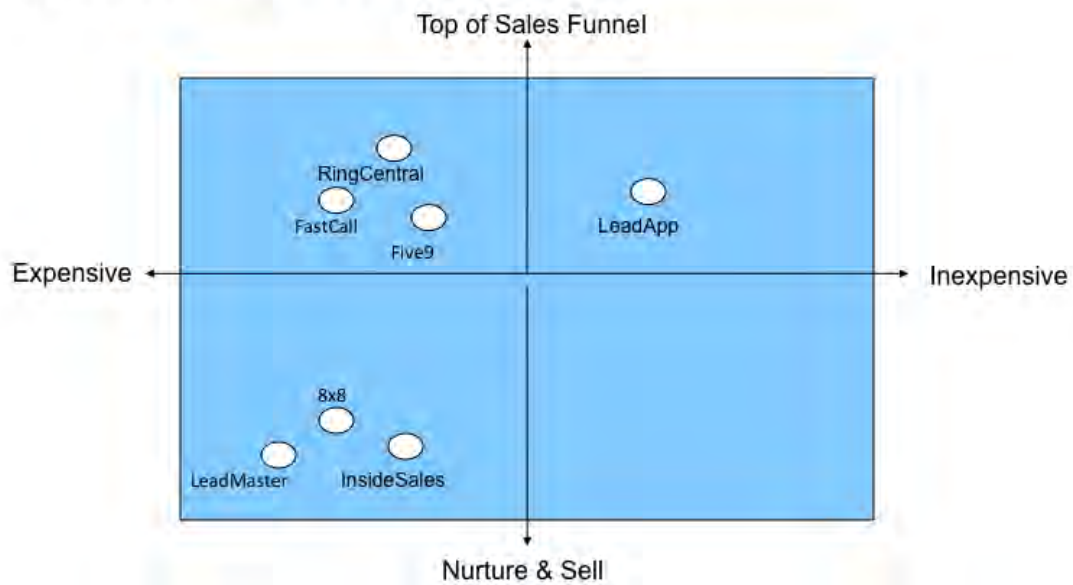 Top of Sales Funnel
RingCentral
FastCall
LeadApp
Five9
Expensive
Inexpensive
8x8
LeadMaster
InsideSales
Nurture & Sell